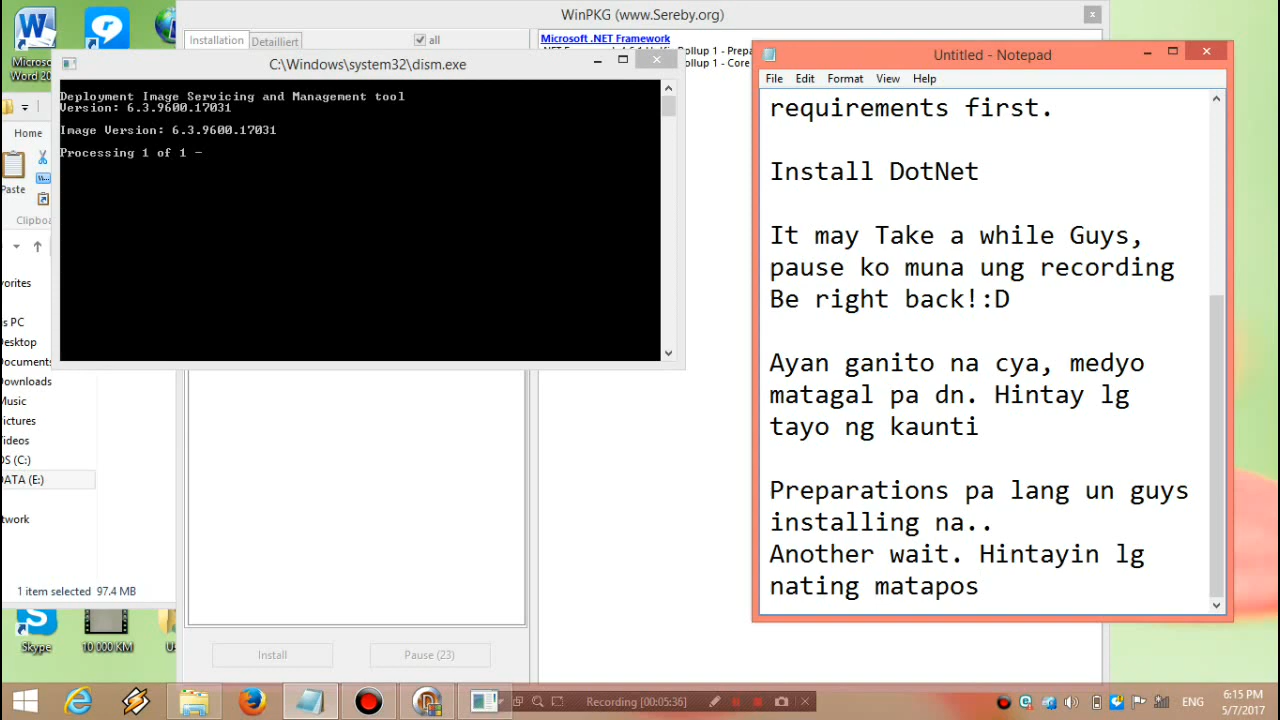 WinPKG (www.Sereby.org)
Installation
Detailliert
all
Microsoft .NET Framework
C:\Windows\system32\dism.exe
Deployment Image Servicing and Management tool
Version: 6.3.9600.17031
Image Version: 6.3.9600.17031
Processing 1 of 1 -
Untitled - Notepad
File Edit Format View Help
requirements first.
Install DotNet
It may Take a while Guys,
pause ko muna ung recording
Be right back!:D
Ayan ganito na cya, medyo
matagal pa dn. Hintay lg
tayo ng kaunti
Preparations pa lang un guys
installing na..
Another wait. Hintayin lg
nating matapos
Home
Paste
Clipboa
vorites
is PC
Desktop
Documents
Downloads
Music
ictures
Videos
OS (C:)
DATA (E:)
etwork
1 item selected 97.4 MB
Skype
10 000 KM
Install
Pause (23)
Recording [00:05:36]
ENG
6:15 PM
5/7/2017